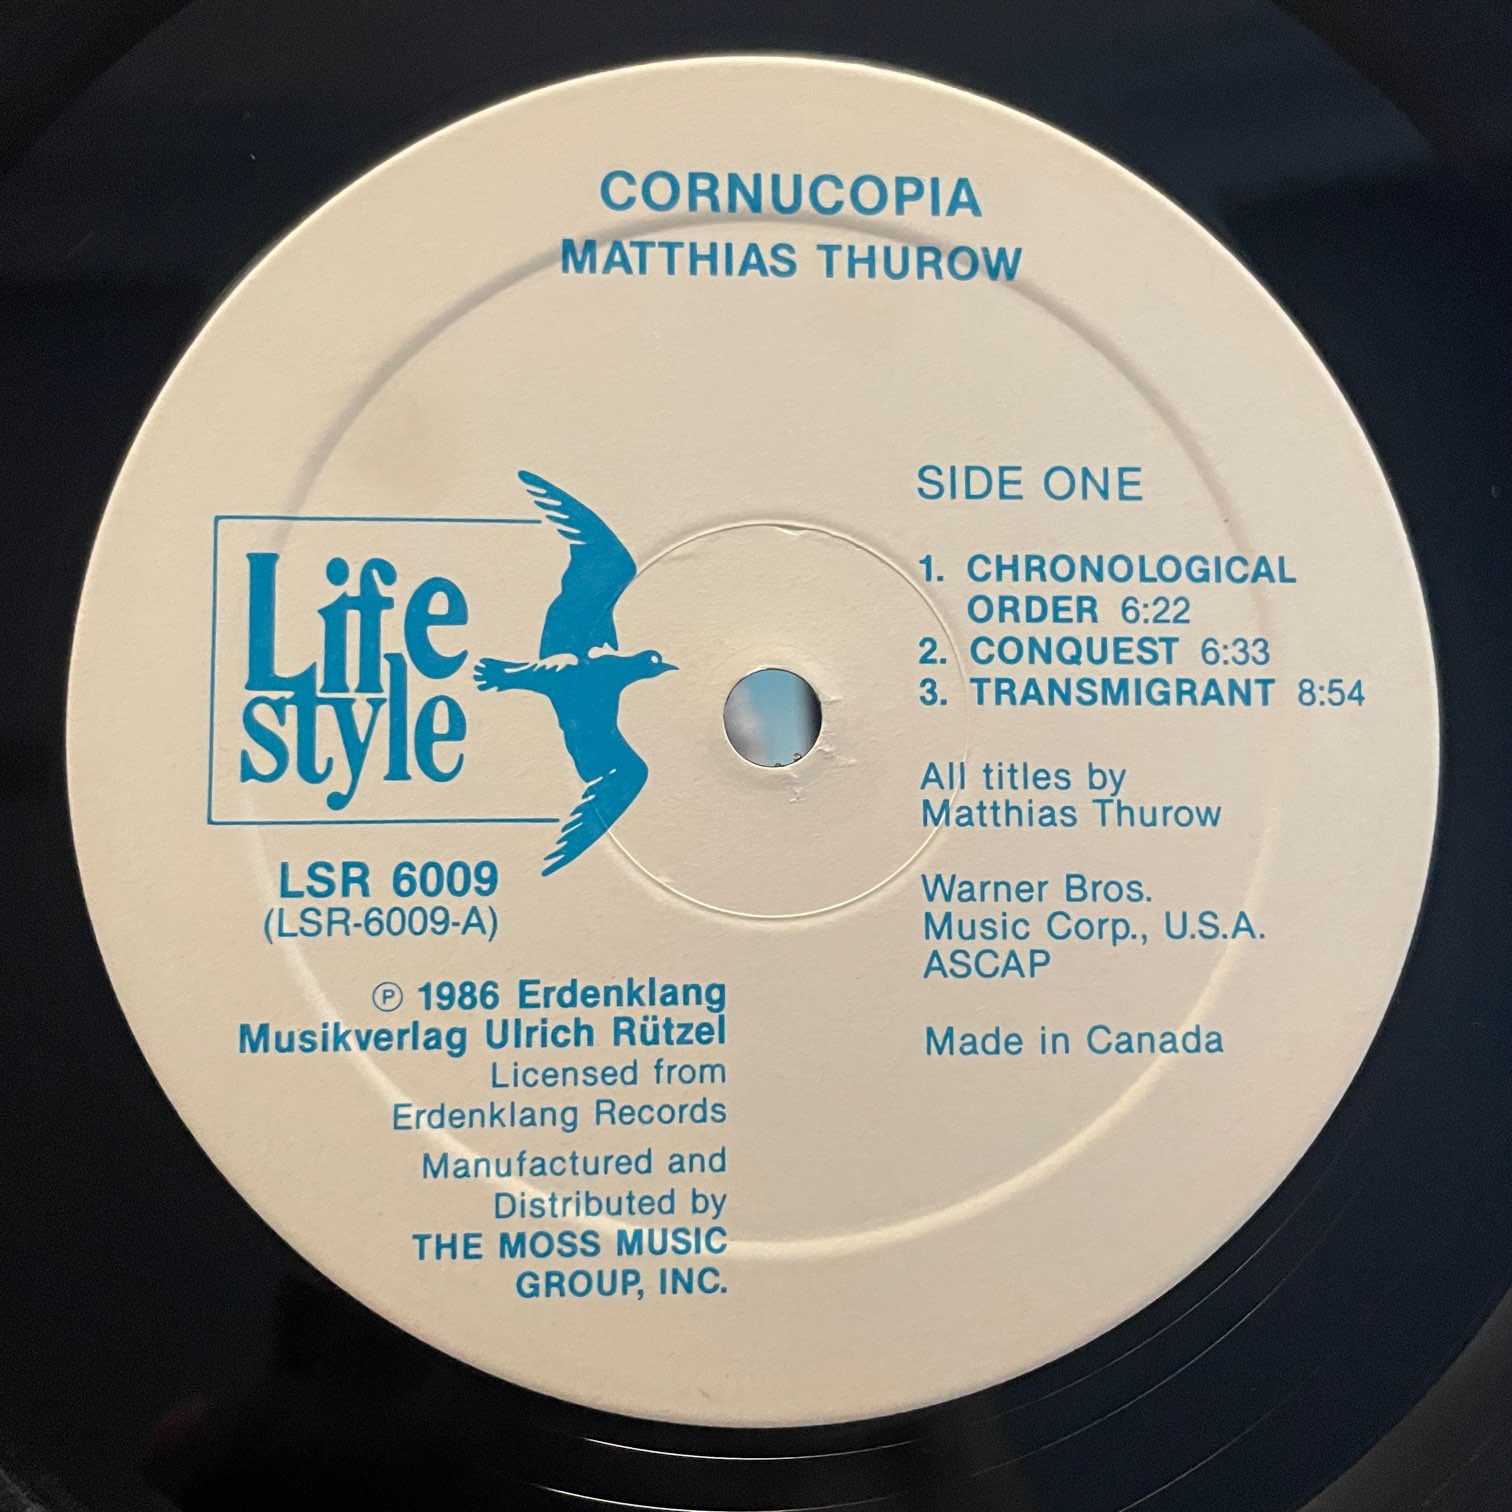 CORNUCOPIA
MATTHIAS THUROW
Life
style
LSR 6009
(LSR-6009-A)
℗ 1986 Erdenklang
Musikverlag Ulrich Rützel
Licensed from
Erdenklang Records
Manufactured and
Distributed by
THE MOSS MUSIC
GROUP, INC.
SIDE ONE
1. CHRONOLOGICAL
ORDER 6:22
2. CONQUEST 6:33
3. TRANSMIGRANT 8:54
All titles by
Matthias Thurow
Warner Bros.
Music Corp., U.S.A.
ASCAP
Made in Canada